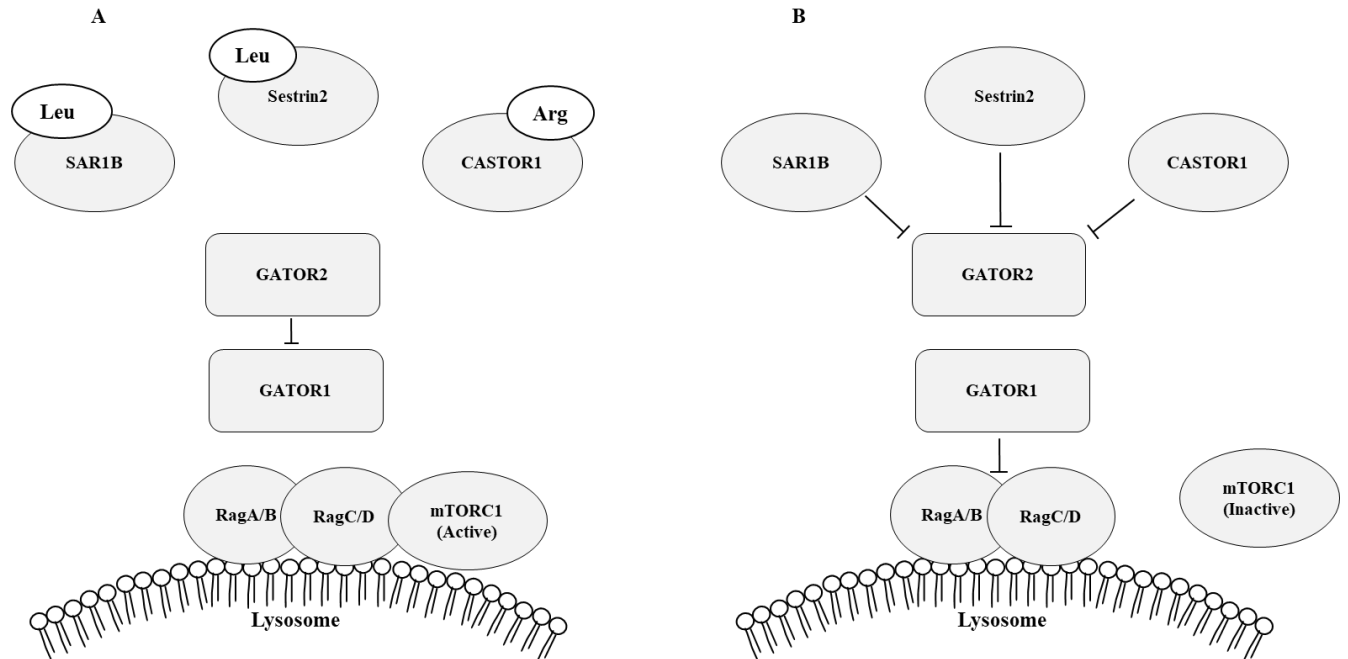 A
Leu
Sestrin2
Leu
SAR1B
Arg
CASTOR1
GATOR2
GATOR1
RagA/B
RagC/D
mTORC1
(Active)
Lysosome
B
Sestrin2
SAR1B
CASTOR1
GATOR2
GATOR1
RagA/B
RagC/D
mTORC1
(Inactive)
Lysosome